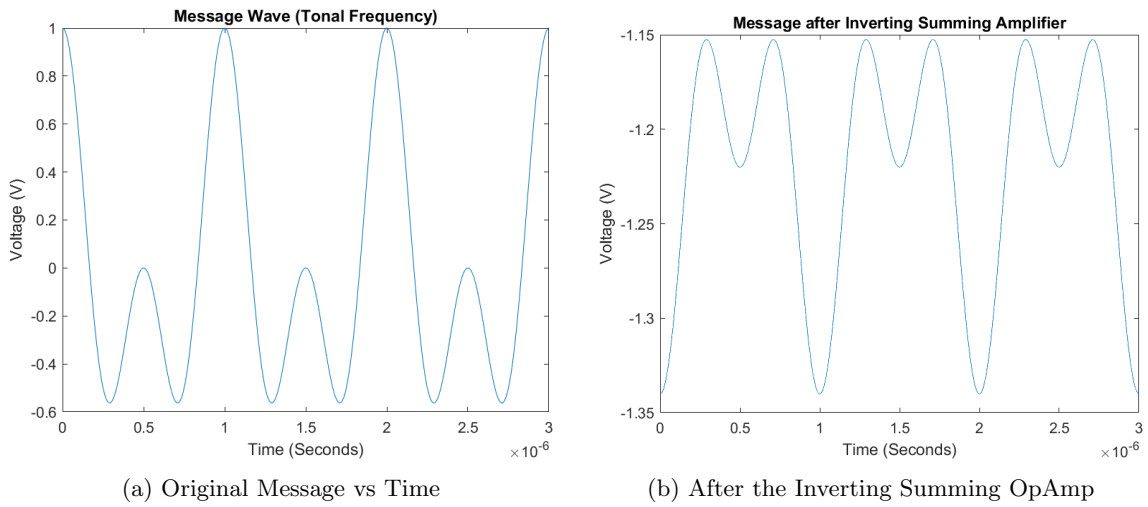 Message Wave (Tonal Frequency)
1
0.8
0.6
0.4
0.2
0
-0.2
-0.4
-0.6
Voltage (V)
0 0.5 1 1.5 2 2.5 3
Time (Seconds)
×10-6
(a) Original Message vs Time
Message after Inverting Summing Amplifier
-1.15
-1.2
-1.25
-1.3
-1.35
Voltage (V)
0 0.5 1 1.5 2 2.5 3
Time (Seconds)
×10-6
(b) After the Inverting Summing OpAmp